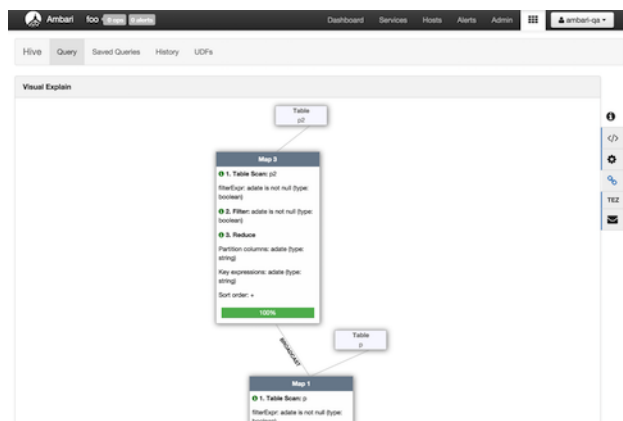 Ambari foo 0 ops 0 alerts Dashboard Services Hosts Alerts Admin ambari-qa
Hive Query Saved Queries History UDFs
Visual Explain
Table
p2
Map 3
1. Table Scan: p2
filterExpr: adate is not null (type:
boolean)
2. Filter: adate is not null (type:
boolean)
3. Reduce
Partition columns: adate (type:
string)
Key expressions: adate (type:
string)
Sort order: +
100%
BROADCAST
Table
p
Map 1
1. Table Scan: p
filterExpr: adate is not null (type:
boolean)
</>
TEZ